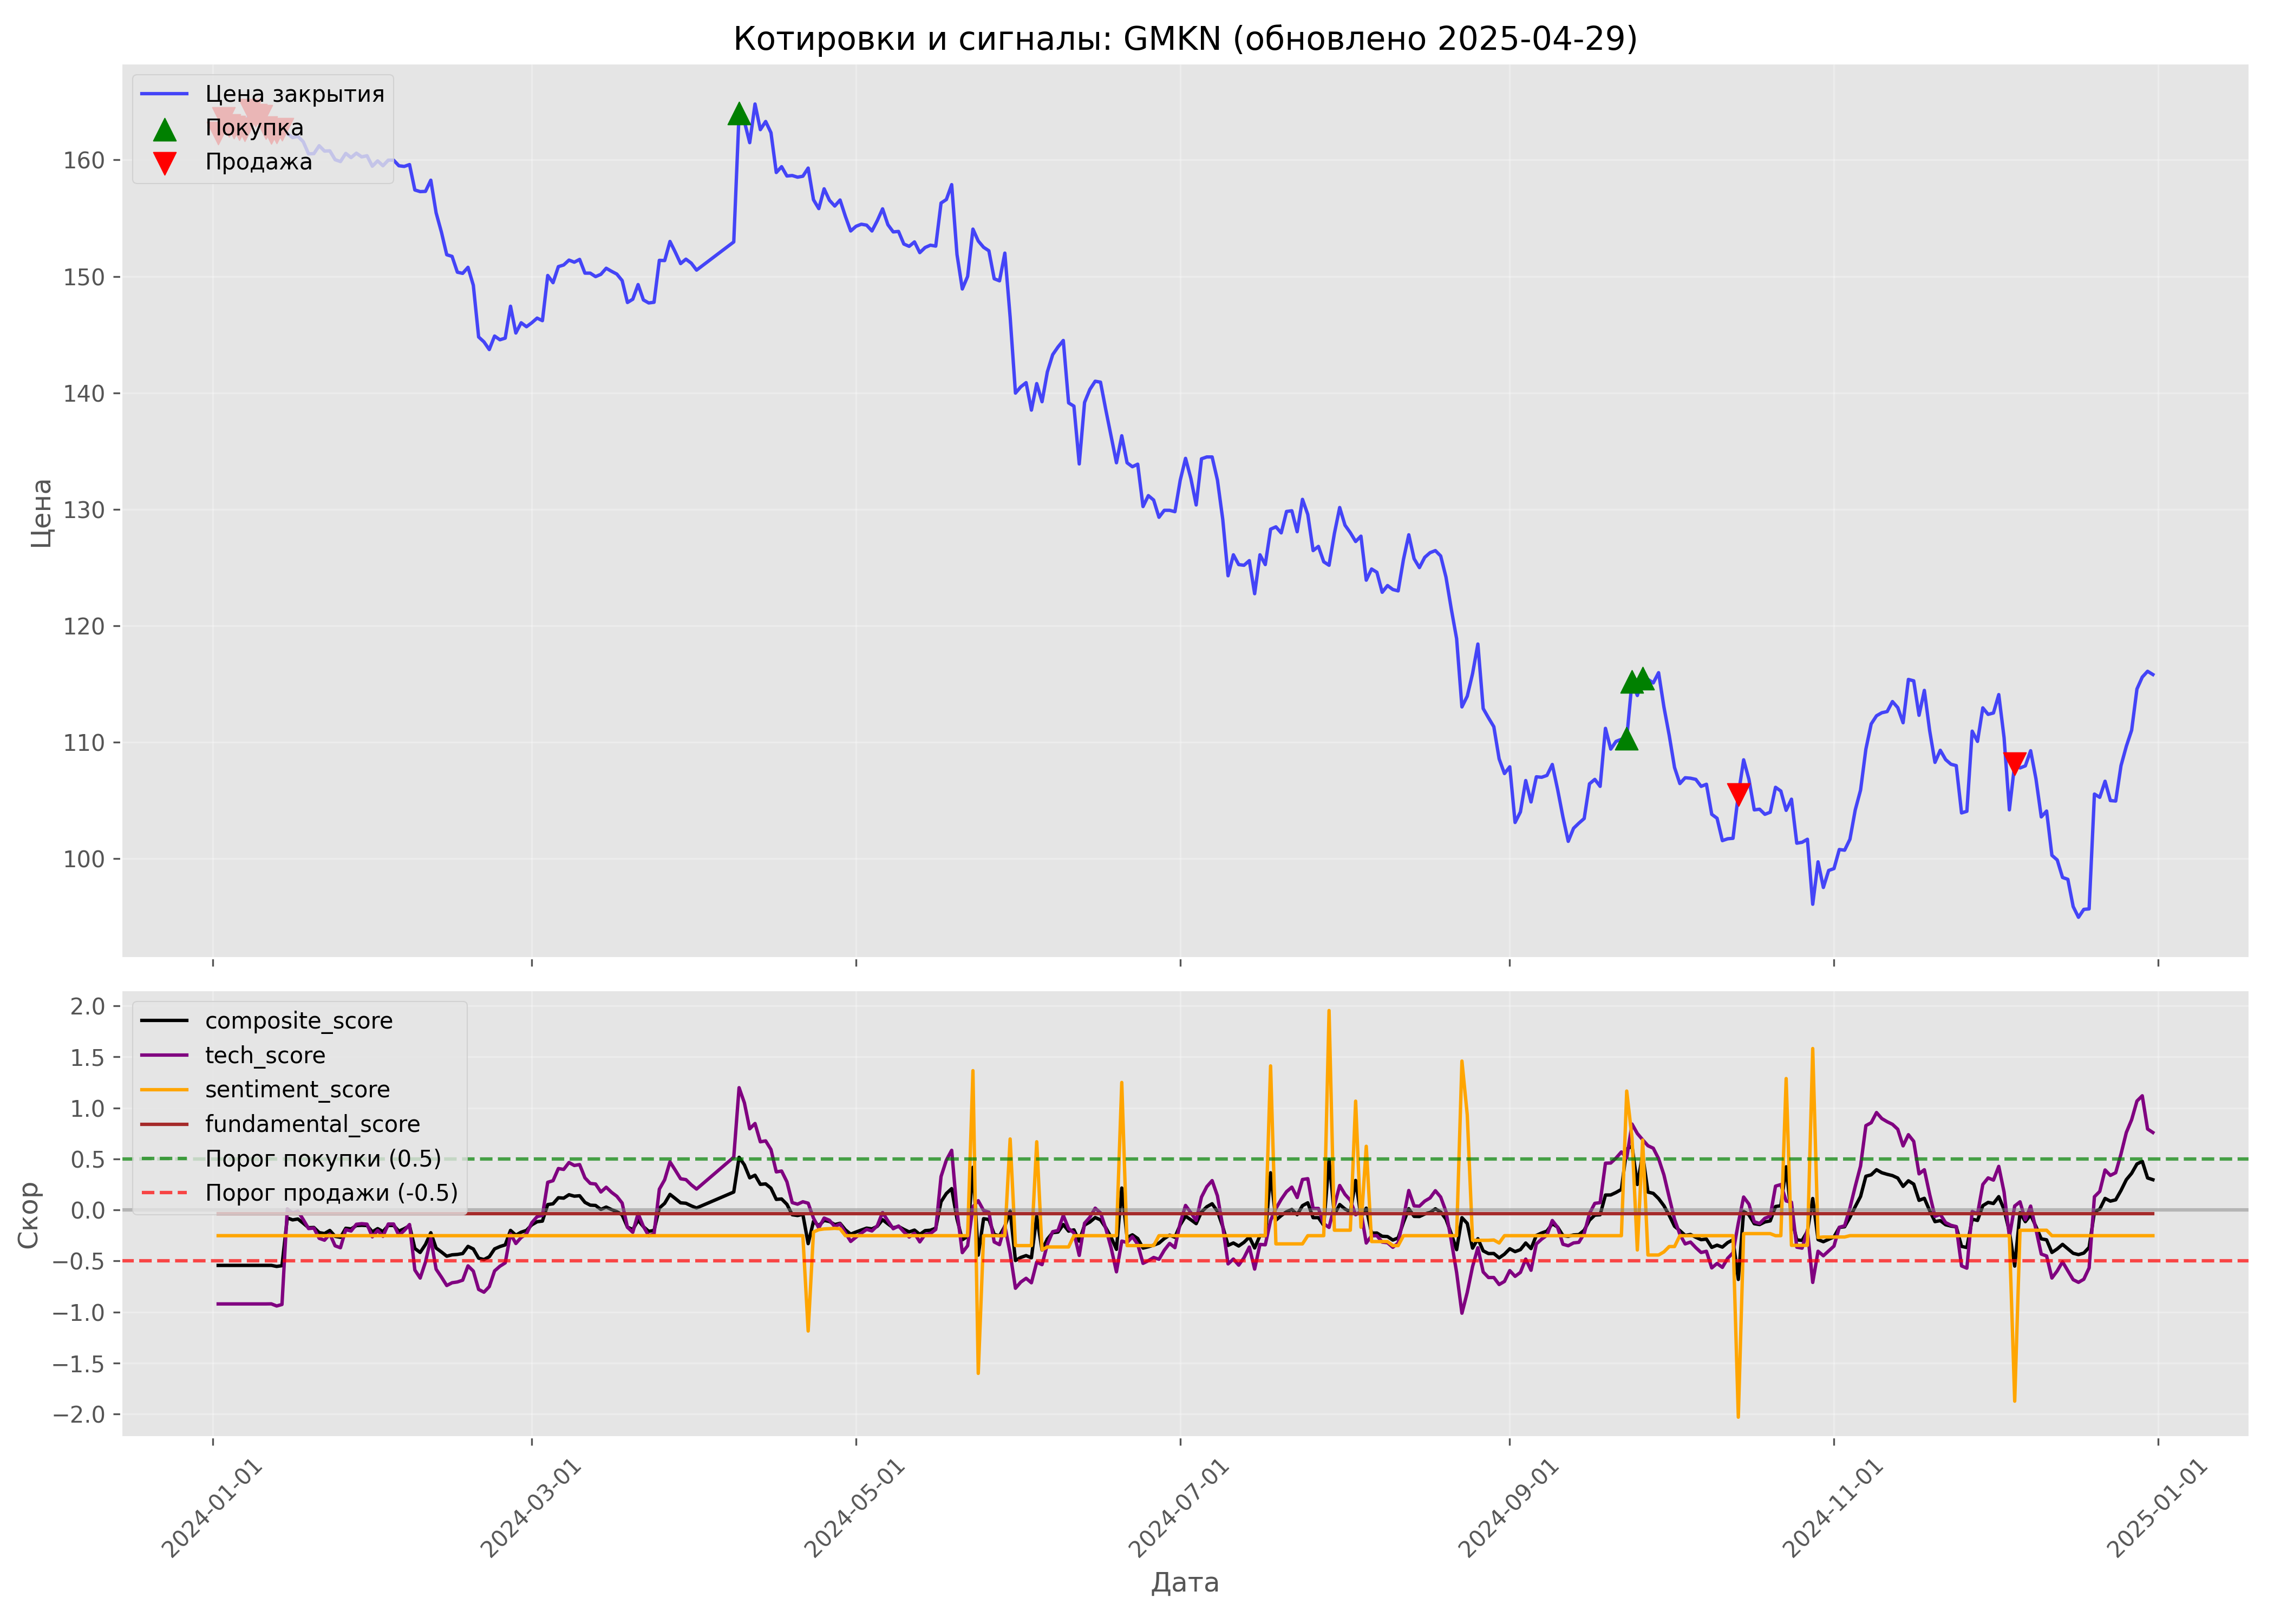 Котировки и сигналы: GMKN (обновлено 2025-04-29)
Цена закрытия
Покупка
Продажа
160
150
140
130
120
110
100
Цена
composite_score
tech_score
sentiment_score
fundamental_score
Порог покупки (0.5)
Порог продажи (-0.5)
2.0
1.5
1.0
0.5
0.0
−0.5
−1.0
−1.5
−2.0
Скор
2024-01-01
2024-03-01
2024-05-01
2024-07-01
2024-09-01
2024-11-01
2025-01-01
Дата